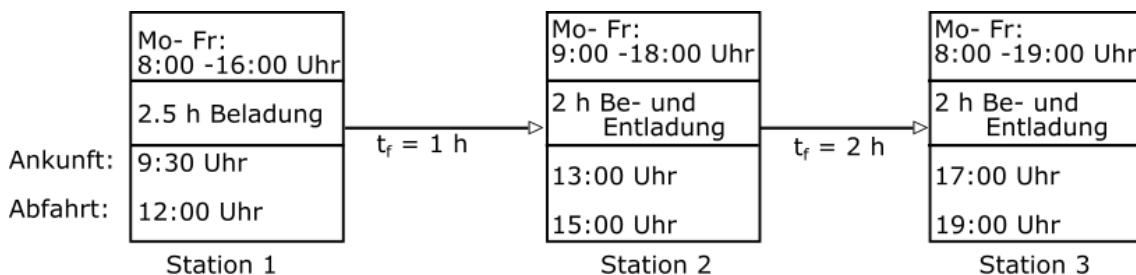 Mo- Fr:
8:00 -16:00 Uhr
2.5 h Beladung
Ankunft:
9:30 Uhr
Abfahrt:
12:00 Uhr
Station 1
t_f = 1 h
Mo- Fr:
9:00 -18:00 Uhr
2 h Be- und
Entladung
13:00 Uhr
15:00 Uhr
Station 2
t_f = 2 h
Mo- Fr:
8:00 -19:00 Uhr
2 h Be- und
Entladung
17:00 Uhr
19:00 Uhr
Station 3